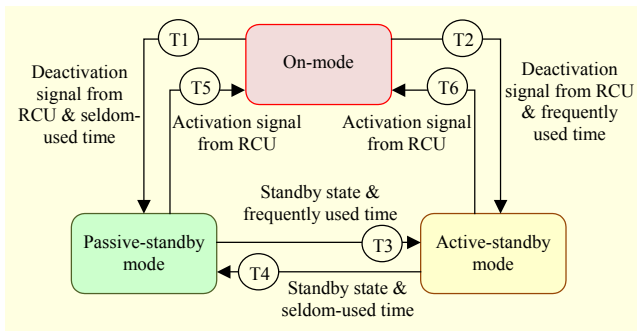 T1
T2
On-mode
Deactivation
signal from
RCU & seldom-
used time
T5
Activation signal
from RCU
T6
Activation signal
from RCU
Deactivation
signal from RCU
& frequently
used time
Standby state &
frequently used time
Passive-standby
mode
T3
Active-standby
mode
T4
Standby state &
seldom-used time